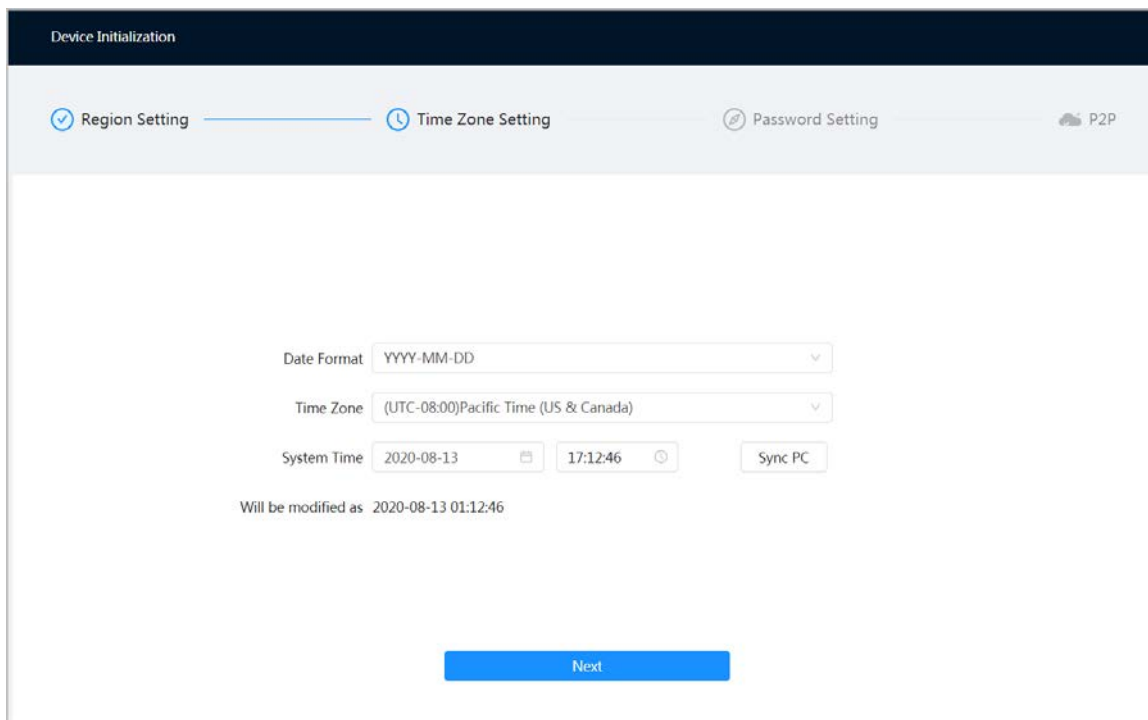 Device Initialization
Region Setting Time Zone Setting Password Setting P2P
Date Format YYYY-MM-DD
Time Zone (UTC-08:00)Pacific Time (US & Canada)
System Time 2020-08-13 17:12:46 Sync PC
Will be modified as 2020-08-13 01:12:46
Next